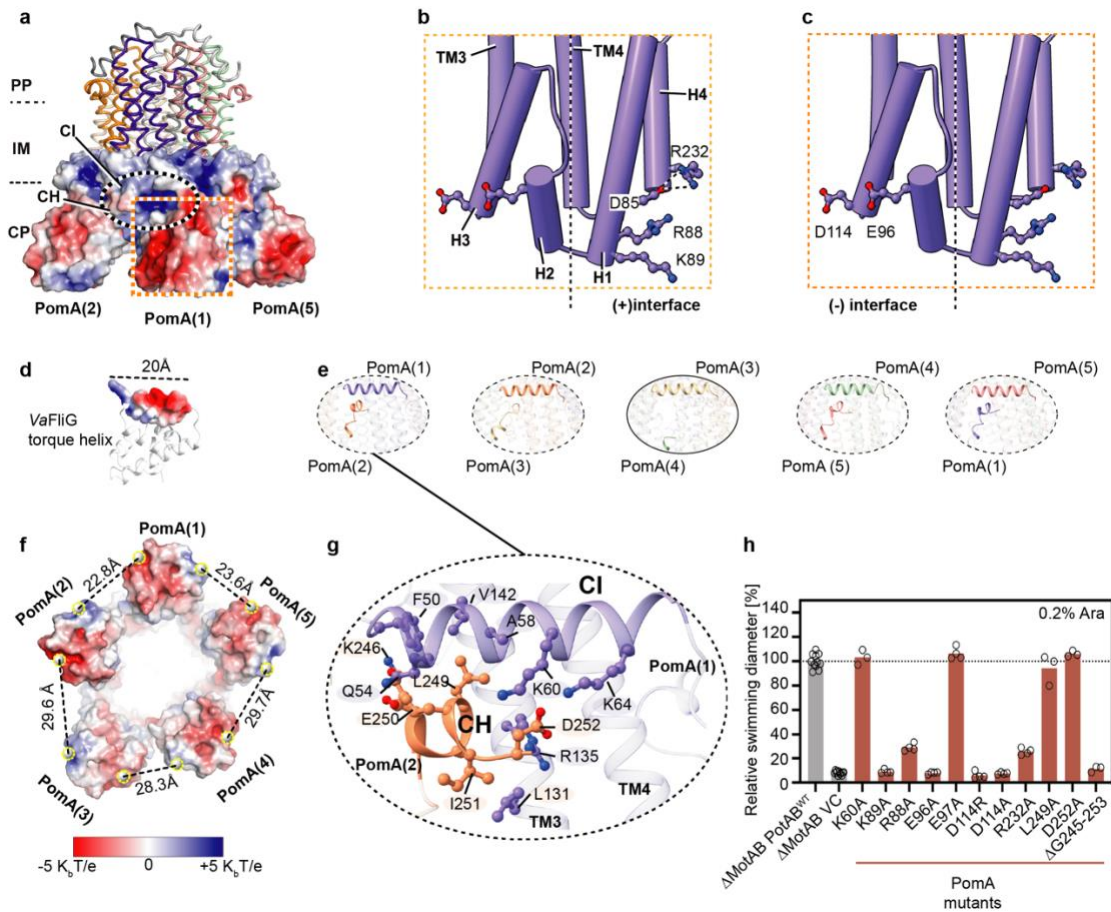 a
PP
IM
CP
CI
CH
PomA(2)
PomA(1)
PomA(5)
b
TM3
TM4
H4
R232
D85
R88
K89
H3
H2
H1
(+)interface
c
D114
E96
(-) interface
d
20Å
VaFliG
torque helix
e
PomA(1)
PomA(2)
PomA(2)
PomA(3)
PomA(3)
PomA(4)
PomA(4)
PomA (5)
PomA(5)
PomA(1)
f
PomA(1)
22.8Å
23.6Å
PomA(2)
PomA(5)
29.6 Å
29.7Å
PomA(3)
28.3Å
PomA(4)
-5 KbT/e
0
+5 KbT/e
g
CI
F50
V142
A58
K246
L249
Q54
K60
K64
PomA(1)
E250
CH
D252
PomA(2)
R135
I251
L131
TM3
TM4
h
Relative swimming diameter [%]
140
120
100
80
60
40
20
0
0.2% Ara
ΔMotAB PotABWT
ΔMotAB VC
K60A
K89A
R88A
E96A
E97A
D114R
D114A
R232A
L249A
D252A
ΔG245-253
PomA
mutants